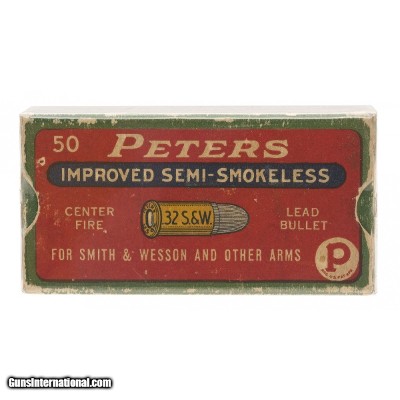 50 PETERS
IMPROVED SEMI-SMOKELESS
CENTER FIRE
.32 S.&W.
LEAD BULLET
FOR SMITH & WESSON AND OTHER ARMS
P
GunsInternational.com